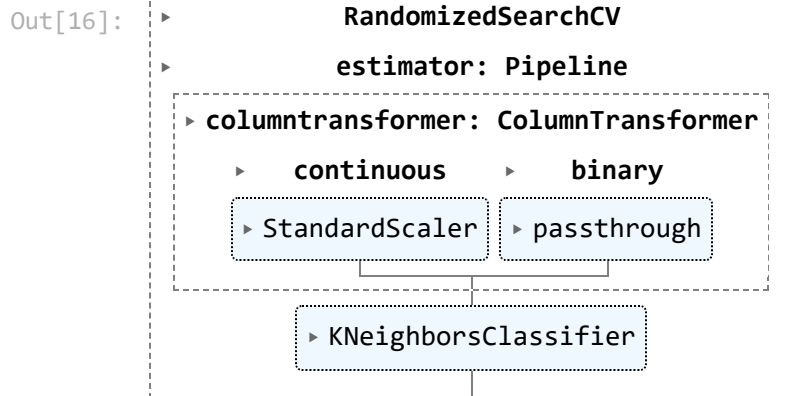 Out[16]:
RandomizedSearchCV
estimator: Pipeline
columntransformer: ColumnTransformer
continuous binary
StandardScaler passthrough
KNeighborsClassifier